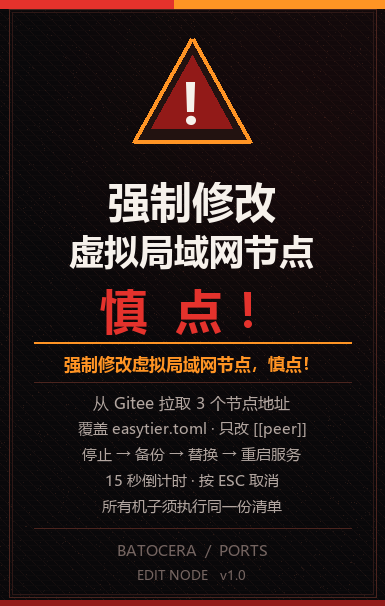 !
强制修改
虚拟局域网节点
慎 点！
强制修改虚拟局域网节点，慎点！
从 Gitee 拉取 3 个节点地址
覆盖 easytier.toml · 只改 [[peer]]
停止 → 备份 → 替换 → 重启服务
15 秒倒计时 · 按 ESC 取消
所有机子须执行同一份清单
BATOCERA / PORTS
EDIT NODE v1.0